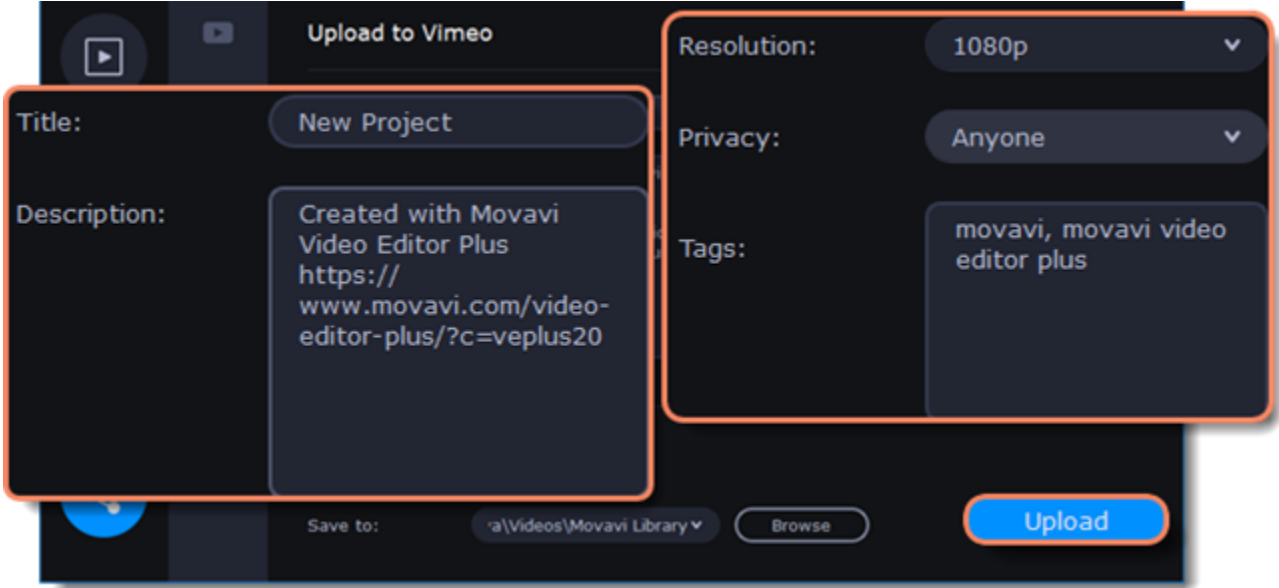 Upload to Vimeo
Title:
New Project
Description:
Created with Movavi
Video Editor Plus
https://
www.movavi.com/video-
editor-plus/?c=veplus20
Resolution:
1080p
Privacy:
Anyone
Tags:
movavi, movavi video
editor plus
Save to:
a\Videos\Movavi Library
Browse
Upload